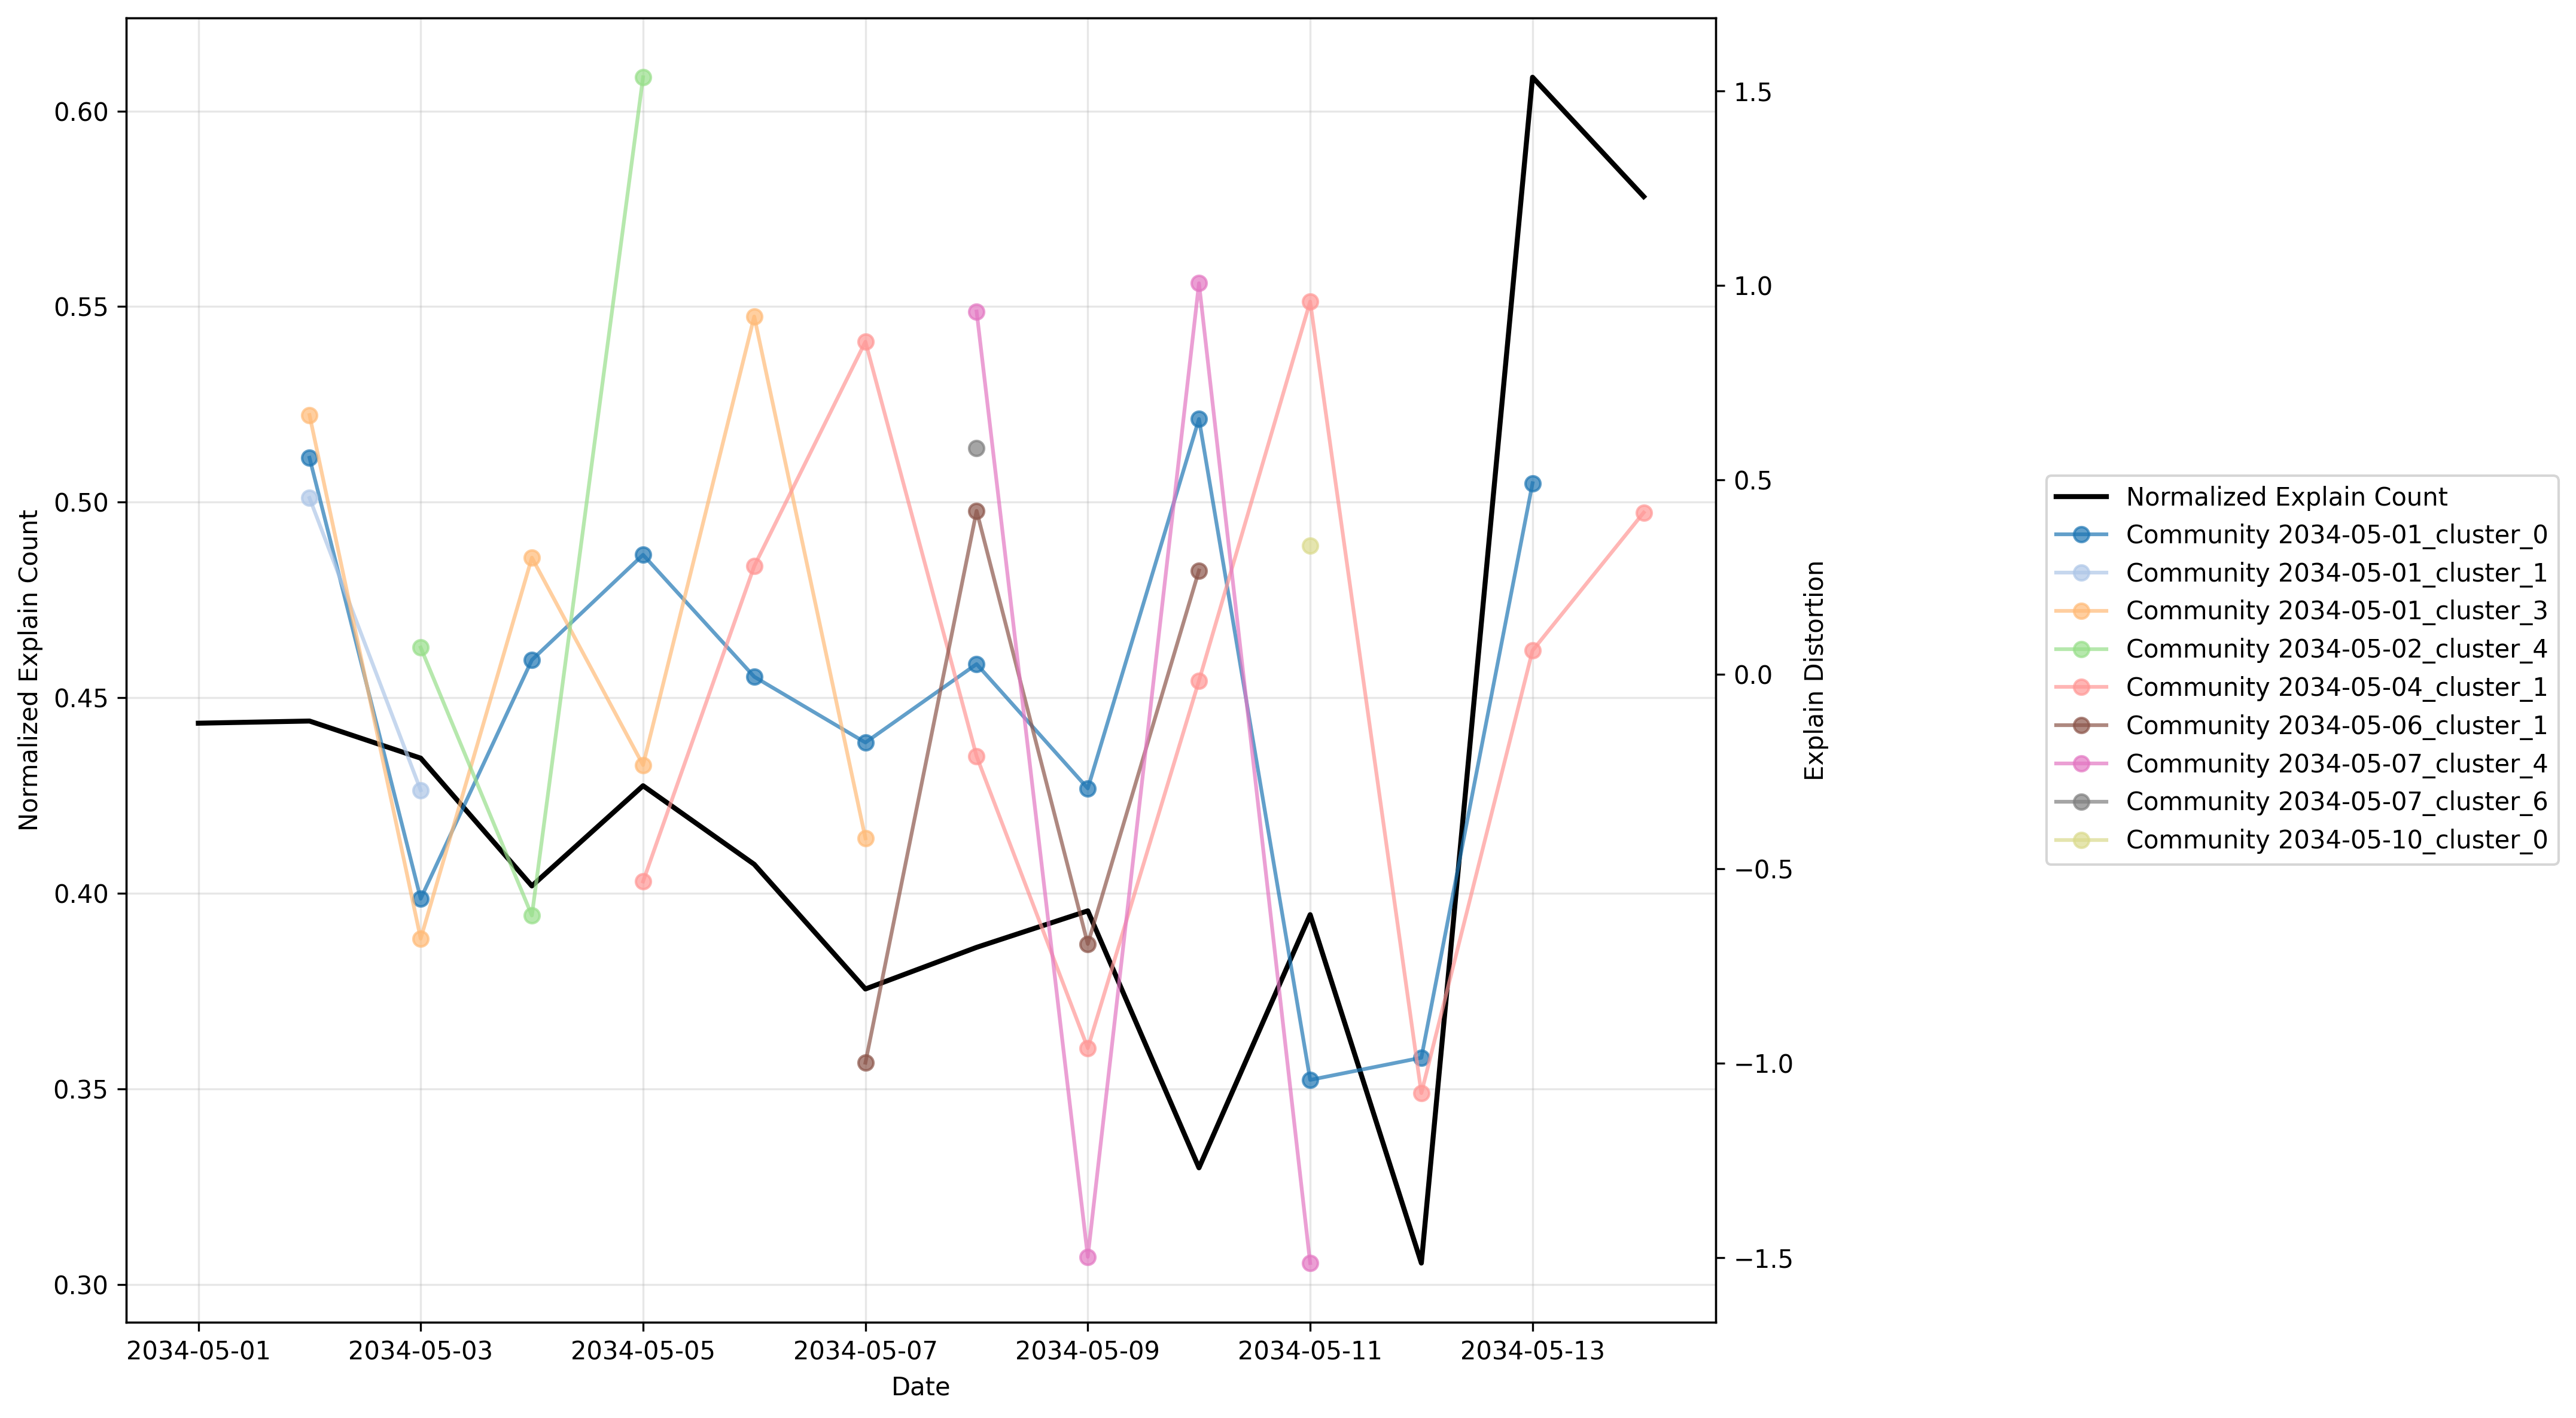 0.60
0.55
0.50
0.45
0.40
0.35
0.30
Normalized Explain Count
1.5
1.0
0.5
0.0
−0.5
−1.0
−1.5
Explain Distortion
2034-05-01
2034-05-03
2034-05-05
2034-05-07
2034-05-09
2034-05-11
2034-05-13
Date
Normalized Explain Count
Community 2034-05-01_cluster_0
Community 2034-05-01_cluster_1
Community 2034-05-01_cluster_3
Community 2034-05-02_cluster_4
Community 2034-05-04_cluster_1
Community 2034-05-06_cluster_1
Community 2034-05-07_cluster_4
Community 2034-05-07_cluster_6
Community 2034-05-10_cluster_0